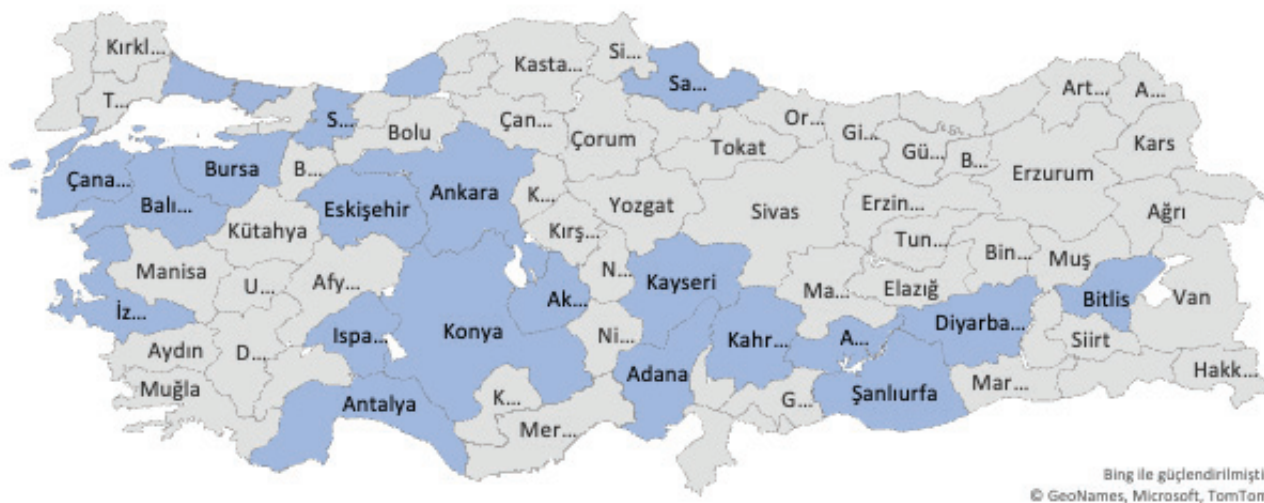 Kırkl...
T...
Kasta...
Si...
Sa...
S...
Bolu
Çan...
Çorum
Tokat
Or...
Gi...
Gü...
B...
Art...
A...
Kars
Erzurum
Ağrı
Çana...
Balı...
Bursa
B...
Eskişehir
Ankara
K...
Kırş...
Yozgat
Sivas
Erzin...
Tun...
Bin...
Muş
Kütahya
Manisa
U...
Afy...
N...
Kayseri
Ma...
Elazığ
Bitlis
Van
İz...
Ak...
Konya
Ispa...
Ni...
Kahr...
A...
Diyarba...
Siirt
Aydın
D...
Muğla
Antalya
K...
Mer...
Adana
G...
Şanlıurfa
Mar...
Hakk...
Bing ile güçlendirilmişti
© GeoNames, Microsoft, TomTom